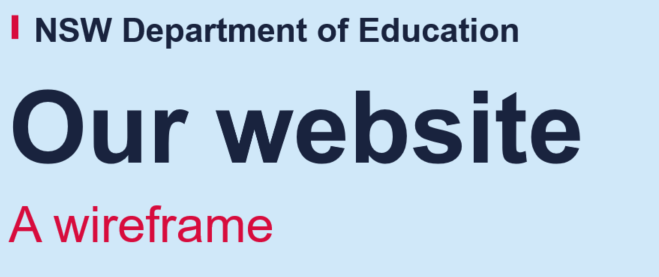 NSW Department of Education
Our website
A wireframe